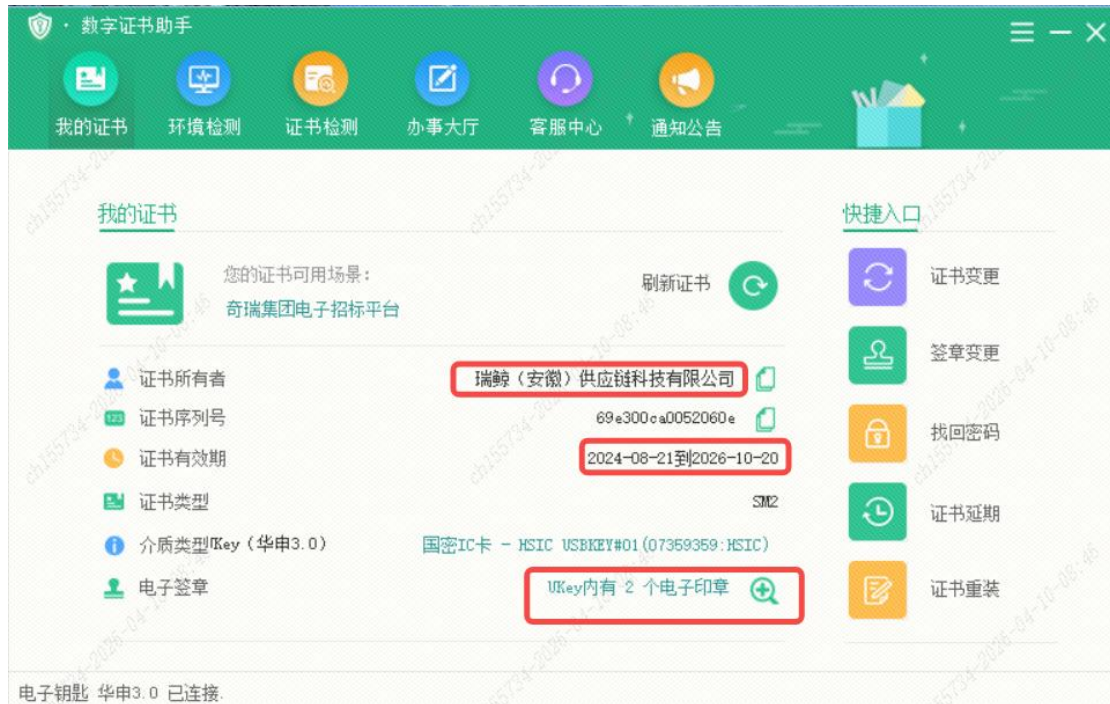 · 数字证书助手
我的证书 环境检测 证书检测 办事大厅 客服中心 通知公告
我的证书
快捷入口
您的证书可用场景：
奇瑞集团电子招标平台
刷新证书
证书变更
签章变更
找回密码
证书延期
证书重装
证书所有者 瑞鲸（安徽）供应链科技有限公司
123 证书序列号 69e300ca0052060e
证书有效期 2024-08-21到2026-10-20
证书类型 SM2
介质类型UKey（华申3.0） 国密IC卡 - HSIC USBKEY#01(07359359:HSIC)
电子签章 UKey内有 2 个电子印章
电子钥匙 华申3.0 已连接.